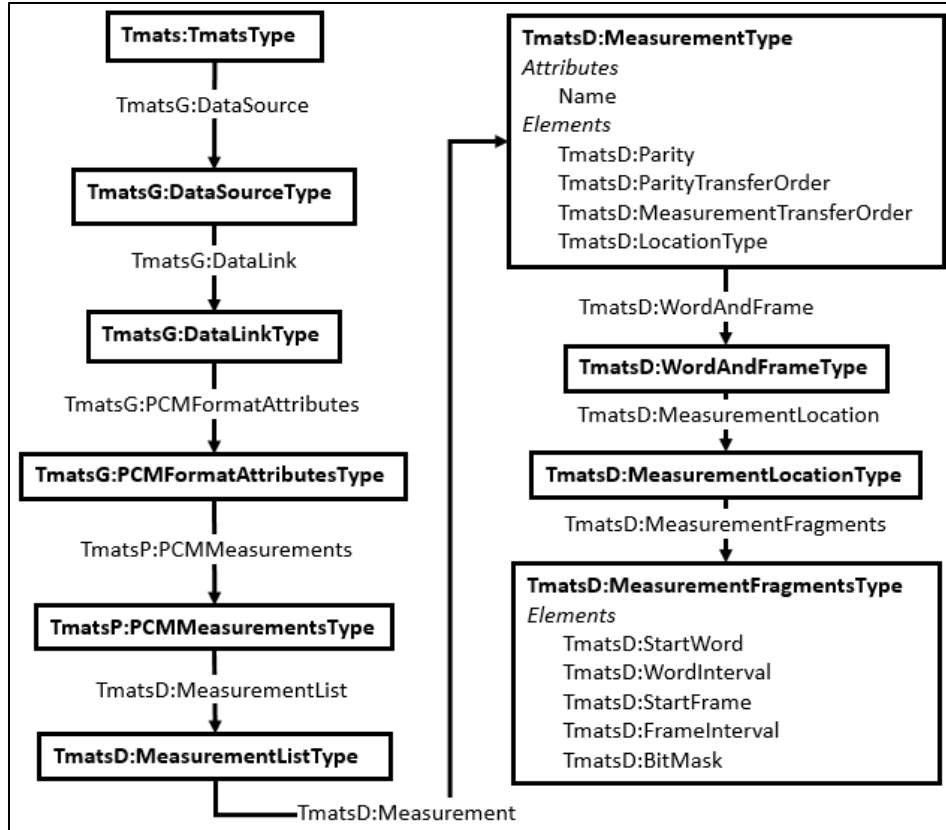 Tmats:TmatsType
TmatsG:DataSource
TmatsG:DataSourceType
TmatsG:DataLink
TmatsG:DataLinkType
TmatsG:PCMFormatAttributes
TmatsG:PCMFormatAttributesType
TmatsP:PCMMeasurements
TmatsP:PCMMeasurementsType
TmatsD:MeasurementList
TmatsD:MeasurementListType
TmatsD:Measurement
TmatsD:MeasurementType
Attributes
Name
Elements
TmatsD:Parity
TmatsD:ParityTransferOrder
TmatsD:MeasurementTransferOrder
TmatsD:LocationType
TmatsD:WordAndFrame
TmatsD:WordAndFrameType
TmatsD:MeasurementLocation
TmatsD:MeasurementLocationType
TmatsD:MeasurementFragments
TmatsD:MeasurementFragmentsType
Elements
TmatsD:StartWord
TmatsD:WordInterval
TmatsD:StartFrame
TmatsD:FrameInterval
TmatsD:BitMask